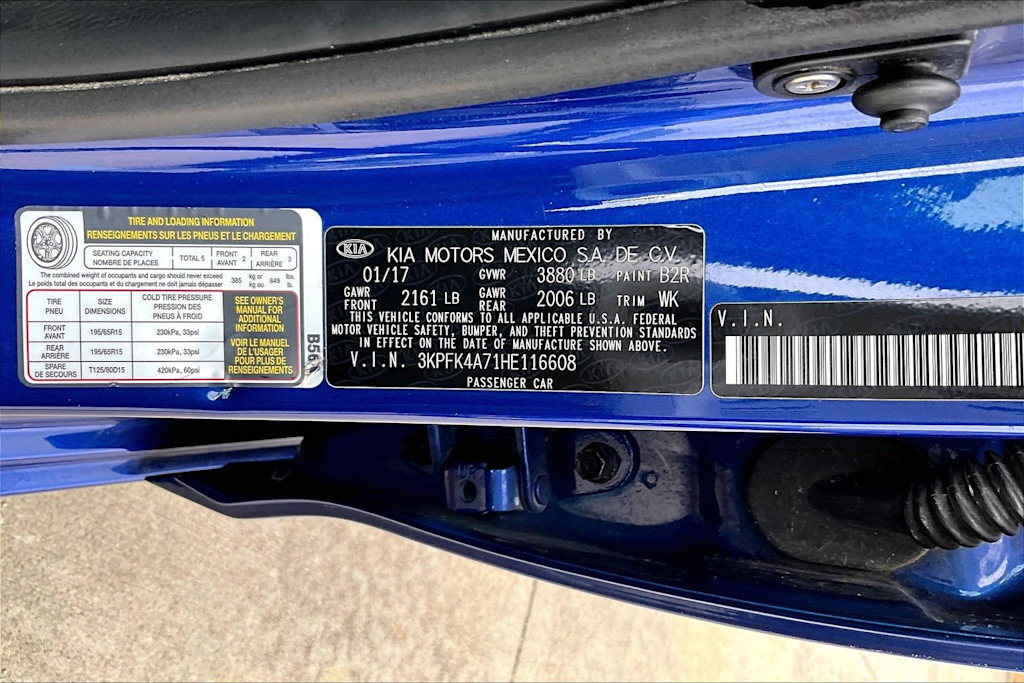 TIRE AND LOADING INFORMATION
RENSEIGNEMENTS SUR LES PNEUS ET LE CHARGEMENT
SEATING CAPACITY
NOMBRE DE PLACES
TOTAL 5
FRONT
AVANT 2
REAR
ARRIÈRE 3
The combined weight of occupants and cargo should never exceed
Le poids total des occupants et du chargement ne doit jamais dépasser
385 kg or 849 lbs.
kg ou lb.
TIRE
PNEU
SIZE
DIMENSIONS
COLD TIRE PRESSURE
PRESSION DES
PNEUS À FROID
FRONT
AVANT
195/65R15
230kPa, 33psi
REAR
ARRIÈRE
195/65R15
230kPa, 33psi
SPARE
DE SECOURS
T125/80D15
420kPa, 60psi
SEE OWNER'S
MANUAL FOR
ADDITIONAL
INFORMATION
VOIR LE MANUEL
DE L'USAGER
POUR PLUS DE
RENSEIGNEMENTS
MANUFACTURED BY
KIA KIA MOTORS MEXICO S.A. DE C.V.
01/17 GVWR 3880 LB PAINT B2R
GAWR FRONT 2161 LB GAWR REAR 2006 LB TRIM WK
THIS VEHICLE CONFORMS TO ALL APPLICABLE U.S.A. FEDERAL
MOTOR VEHICLE SAFETY, BUMPER, AND THEFT PREVENTION STANDARDS
IN EFFECT ON THE DATE OF MANUFACTURE SHOWN ABOVE.
V.I.N. 3KPFK4A71HE116608
PASSENGER CAR
V.I.N.